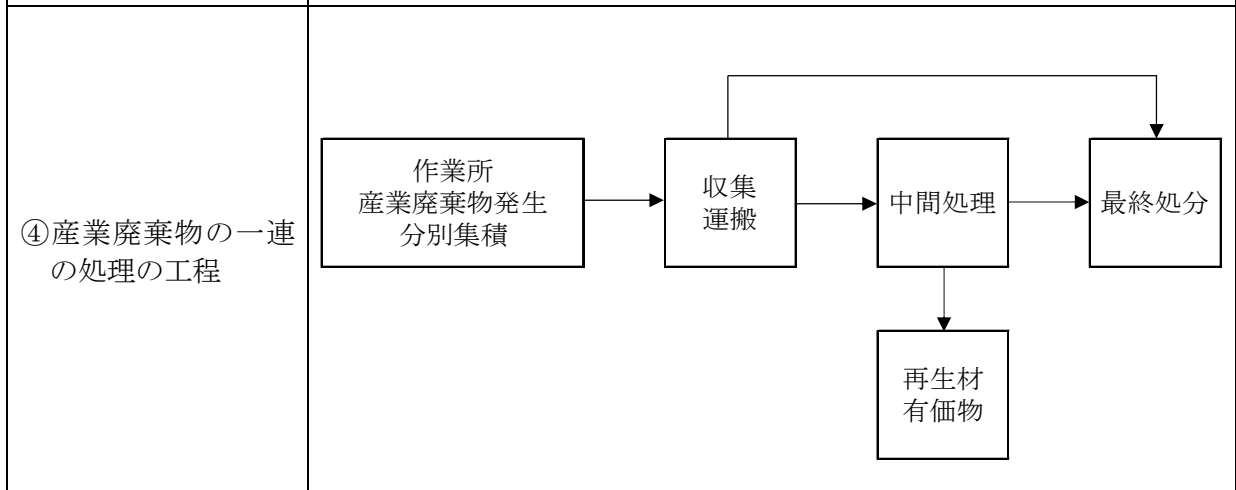 ④産業廃棄物の一連
の処理の工程
作業所
産業廃棄物発生
分別集積
収集
運搬
中間処理
最終処分
再生材
有価物